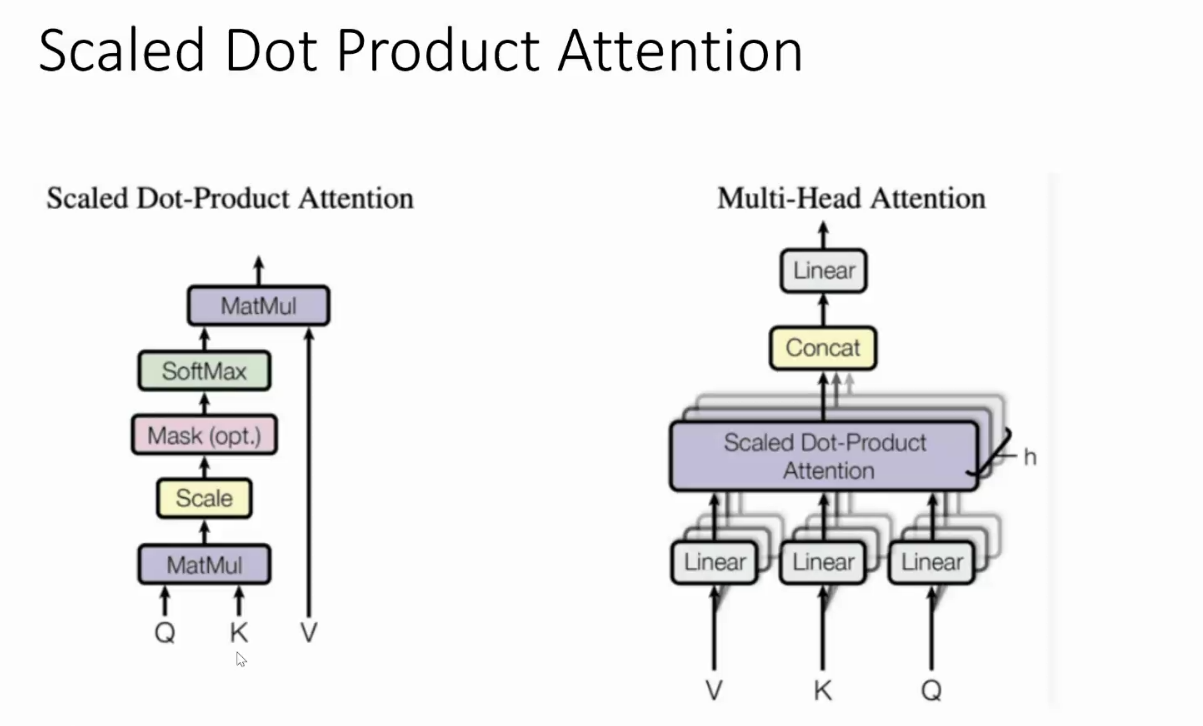 Scaled Dot Product Attention
Scaled Dot-Product Attention
MatMul
SoftMax
Mask (opt.)
Scale
MatMul
Q K V
Multi-Head Attention
Linear
Concat
Scaled Dot-Product
Attention
h
Linear Linear Linear
V K Q